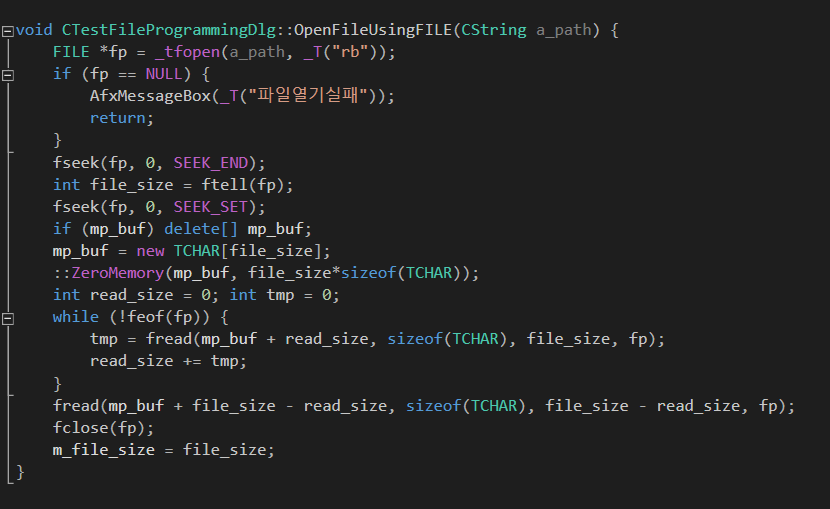 void CTestFileProgrammingDlg::OpenFileUsingFILE(CString a_path) {
    FILE *fp = _tfopen(a_path, _T("rb"));
    if (fp == NULL) {
        AfxMessageBox(_T("파일열기실패"));
        return;
    }
    fseek(fp, 0, SEEK_END);
    int file_size = ftell(fp);
    fseek(fp, 0, SEEK_SET);
    if (mp_buf) delete[] mp_buf;
    mp_buf = new TCHAR[file_size];
    ::ZeroMemory(mp_buf, file_size*sizeof(TCHAR));
    int read_size = 0; int tmp = 0;
    while (!feof(fp)) {
        tmp = fread(mp_buf + read_size, sizeof(TCHAR), file_size, fp);
        read_size += tmp;
    }
    fread(mp_buf + file_size - read_size, sizeof(TCHAR), file_size - read_size, fp);
    fclose(fp);
    m_file_size = file_size;
}